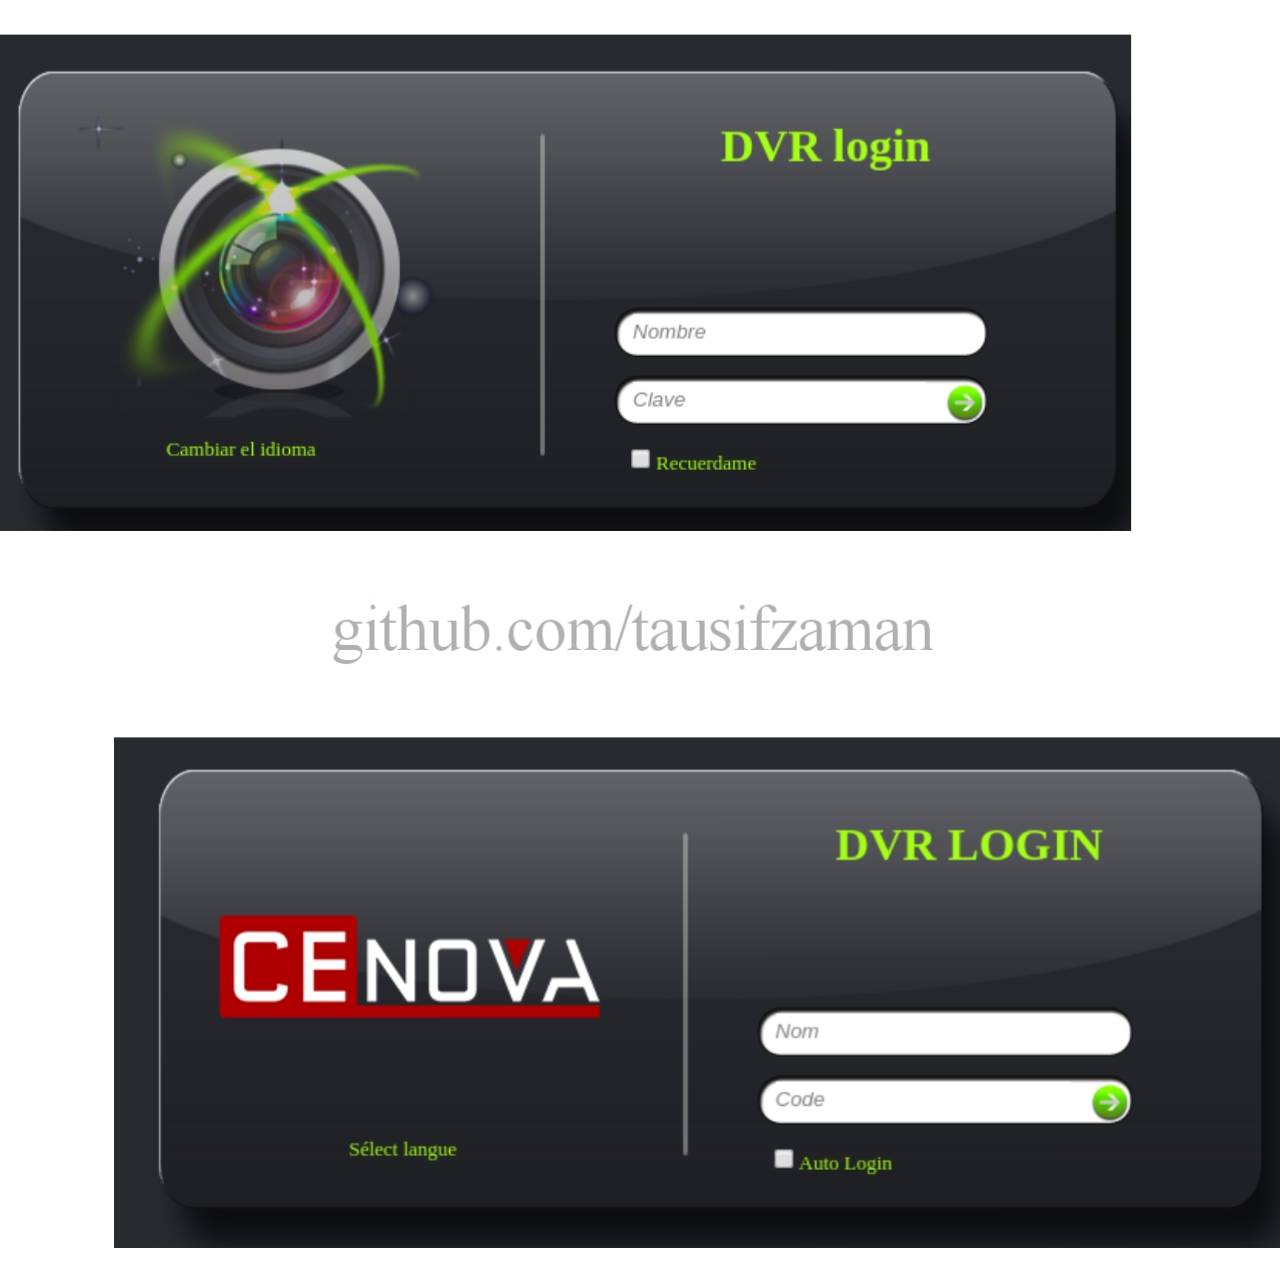 DVR login
Nombre
Clave
Cambiar el idioma
Recuerdame
github.com/tausifzaman
DVR LOGIN
CENOVA
Nom
Code
Sélect langue
Auto Login